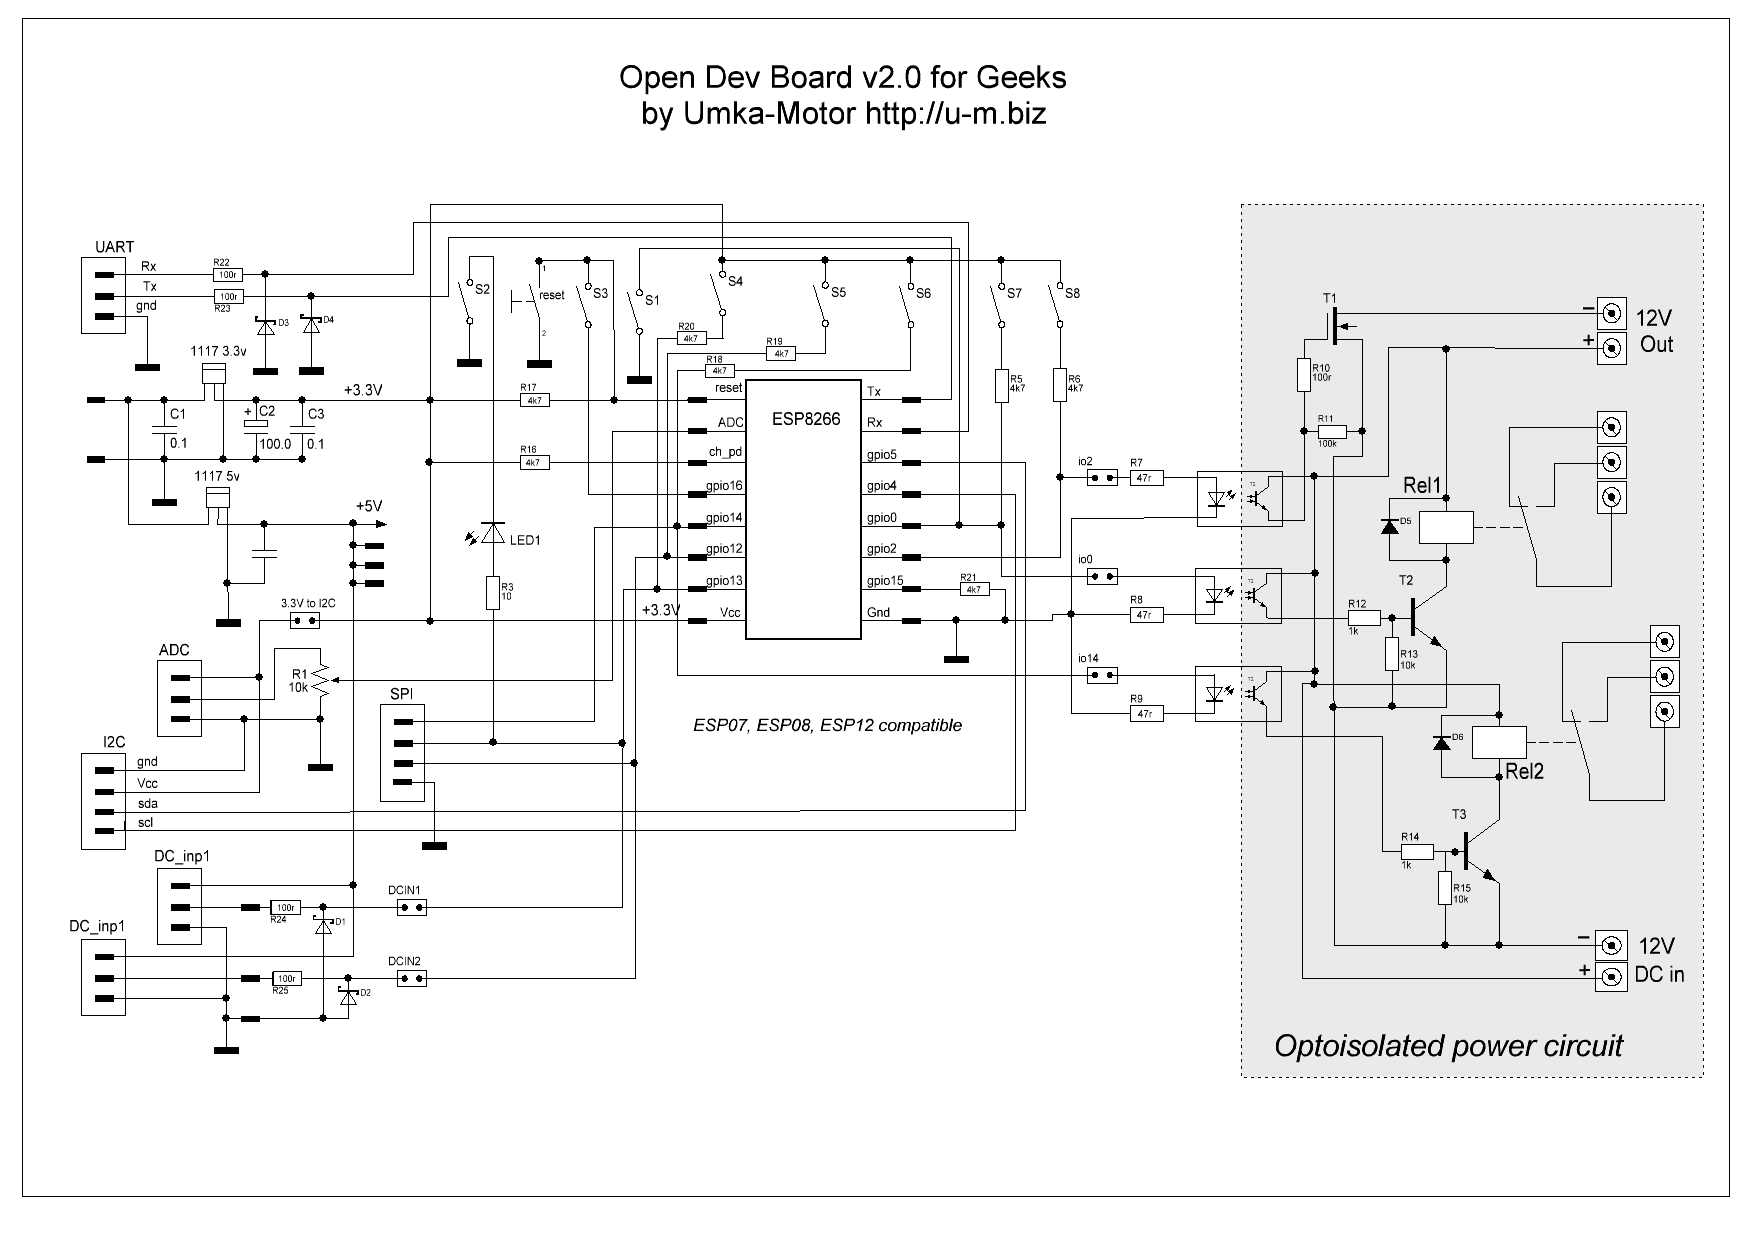 Open Dev Board v2.0 for Geeks
by Umka-Motor http://u-m.biz
UART
Rx
R22
100r
Tx
100r
R23
gnd
D3
D4
1117 3.3v
+3.3V
C1
0.1
+
C2
100.0
C3
0.1
1117 5v
+5V
3.3V to I2C
ADC
R1
10k
I2C
gnd
Vcc
sda
scl
DC_inp1
100r
R24
D1
DCIN1
DC_inp1
100r
R25
D2
DCIN2
SPI
S2
1
reset
2
S3
S1
S4
S5
S6
S7
S8
R20
4k7
R19
4k7
R18
4k7
R17
4k7
R16
4k7
LED1
R3
10
+3.3V
reset
ADC
ch_pd
gpio16
gpio14
gpio12
gpio13
Vcc
ESP8266
Tx
Rx
gpio5
gpio4
gpio0
gpio2
gpio15
Gnd
R21
4k7
R5
4k7
R6
4k7
ESP07, ESP08, ESP12 compatible
io2
R7
47r
io0
R8
47r
io14
R9
47r
T1
R10
100r
R11
100k
–
12V
+
Out
Rel1
D5
T2
R12
1k
R13
10k
D6
Rel2
T3
R14
1k
R15
10k
–
12V
+
DC in
Optoisolated power circuit